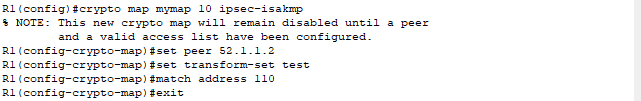 R1(config)#crypto map mymap 10 ipsec-isakmp
% NOTE: This new crypto map will remain disabled until a peer
        and a valid access list have been configured.
R1(config-crypto-map)#set peer 52.1.1.2
R1(config-crypto-map)#set transform-set test
R1(config-crypto-map)#match address 110
R1(config-crypto-map)#exit